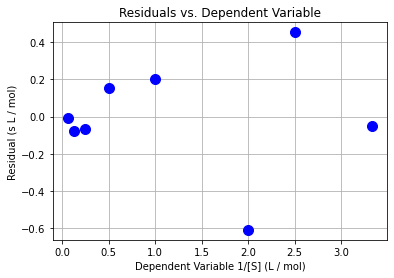 Residuals vs. Dependent Variable
Residual (s L / mol)
0.4
0.2
0.0
−0.2
−0.4
−0.6
0.0 0.5 1.0 1.5 2.0 2.5 3.0
Dependent Variable 1/[S] (L / mol)